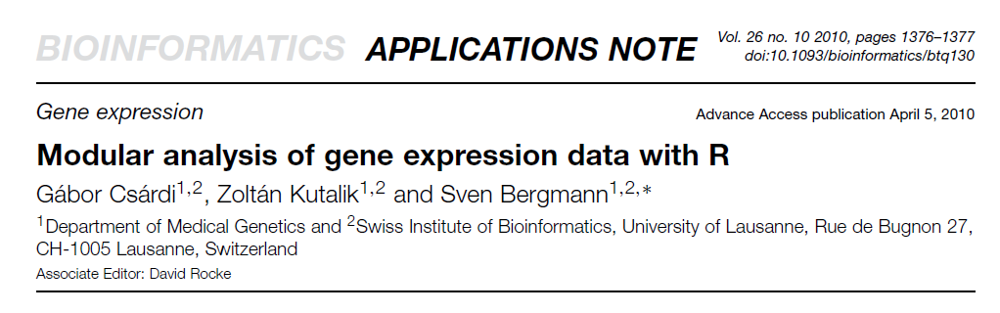 BIOINFORMATICS APPLICATIONS NOTE
Vol. 26 no. 10 2010, pages 1376–1377
doi:10.1093/bioinformatics/btq130
Gene expression
Advance Access publication April 5, 2010
Modular analysis of gene expression data with R
Gábor Csárdi1,2, Zoltán Kutalik1,2 and Sven Bergmann1,2,∗
1Department of Medical Genetics and 2Swiss Institute of Bioinformatics, University of Lausanne, Rue de Bugnon 27,
CH-1005 Lausanne, Switzerland
Associate Editor: David Rocke